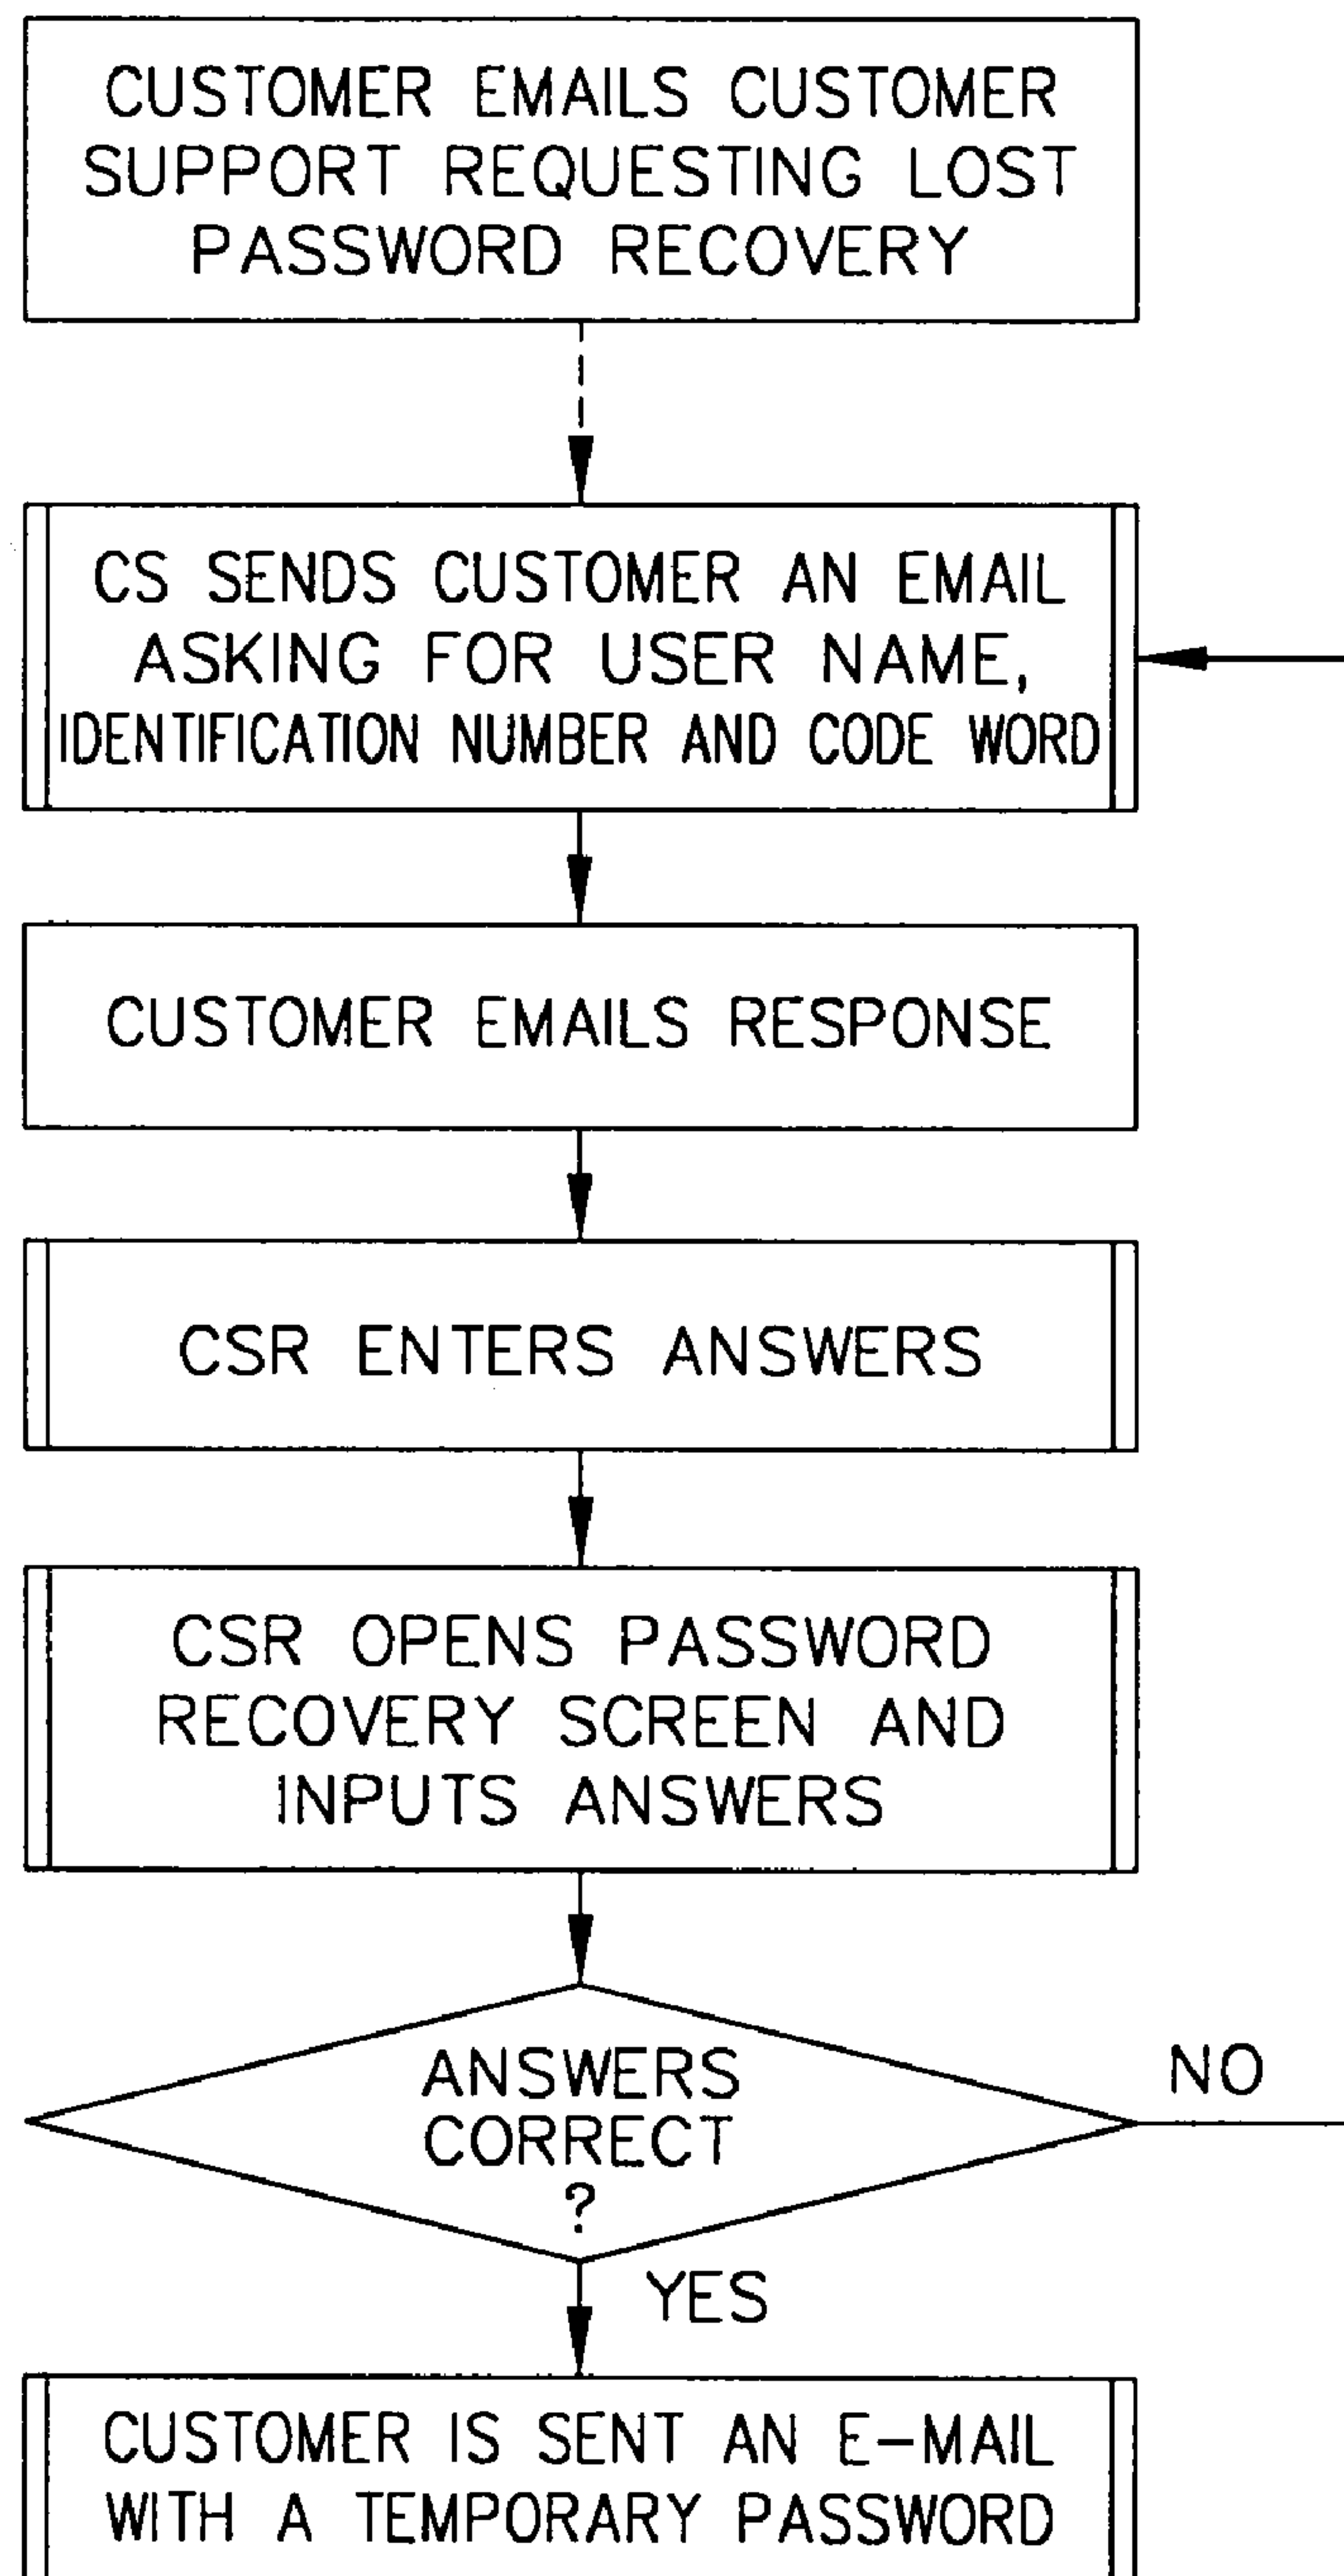 CUSTOMER EMAILS CUSTOMER
SUPPORT REQUESTING LOST
PASSWORD RECOVERY
CS SENDS CUSTOMER AN EMAIL
ASKING FOR USER NAME,
IDENTIFICATION NUMBER AND CODE WORD
CUSTOMER EMAILS RESPONSE
CSR ENTERS ANSWERS
CSR OPENS PASSWORD
RECOVERY SCREEN AND
INPUTS ANSWERS
ANSWERS
CORRECT
?
NO
YES
CUSTOMER IS SENT AN E-MAIL
WITH A TEMPORARY PASSWORD